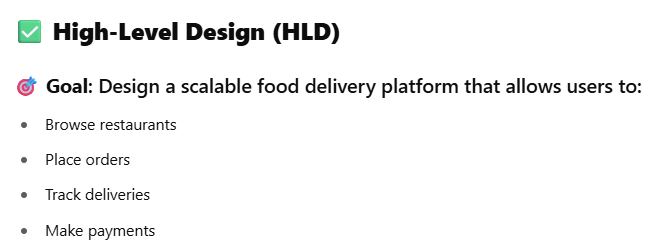 ✅ High-Level Design (HLD)
🎯 Goal: Design a scalable food delivery platform that allows users to:
• Browse restaurants
• Place orders
• Track deliveries
• Make payments